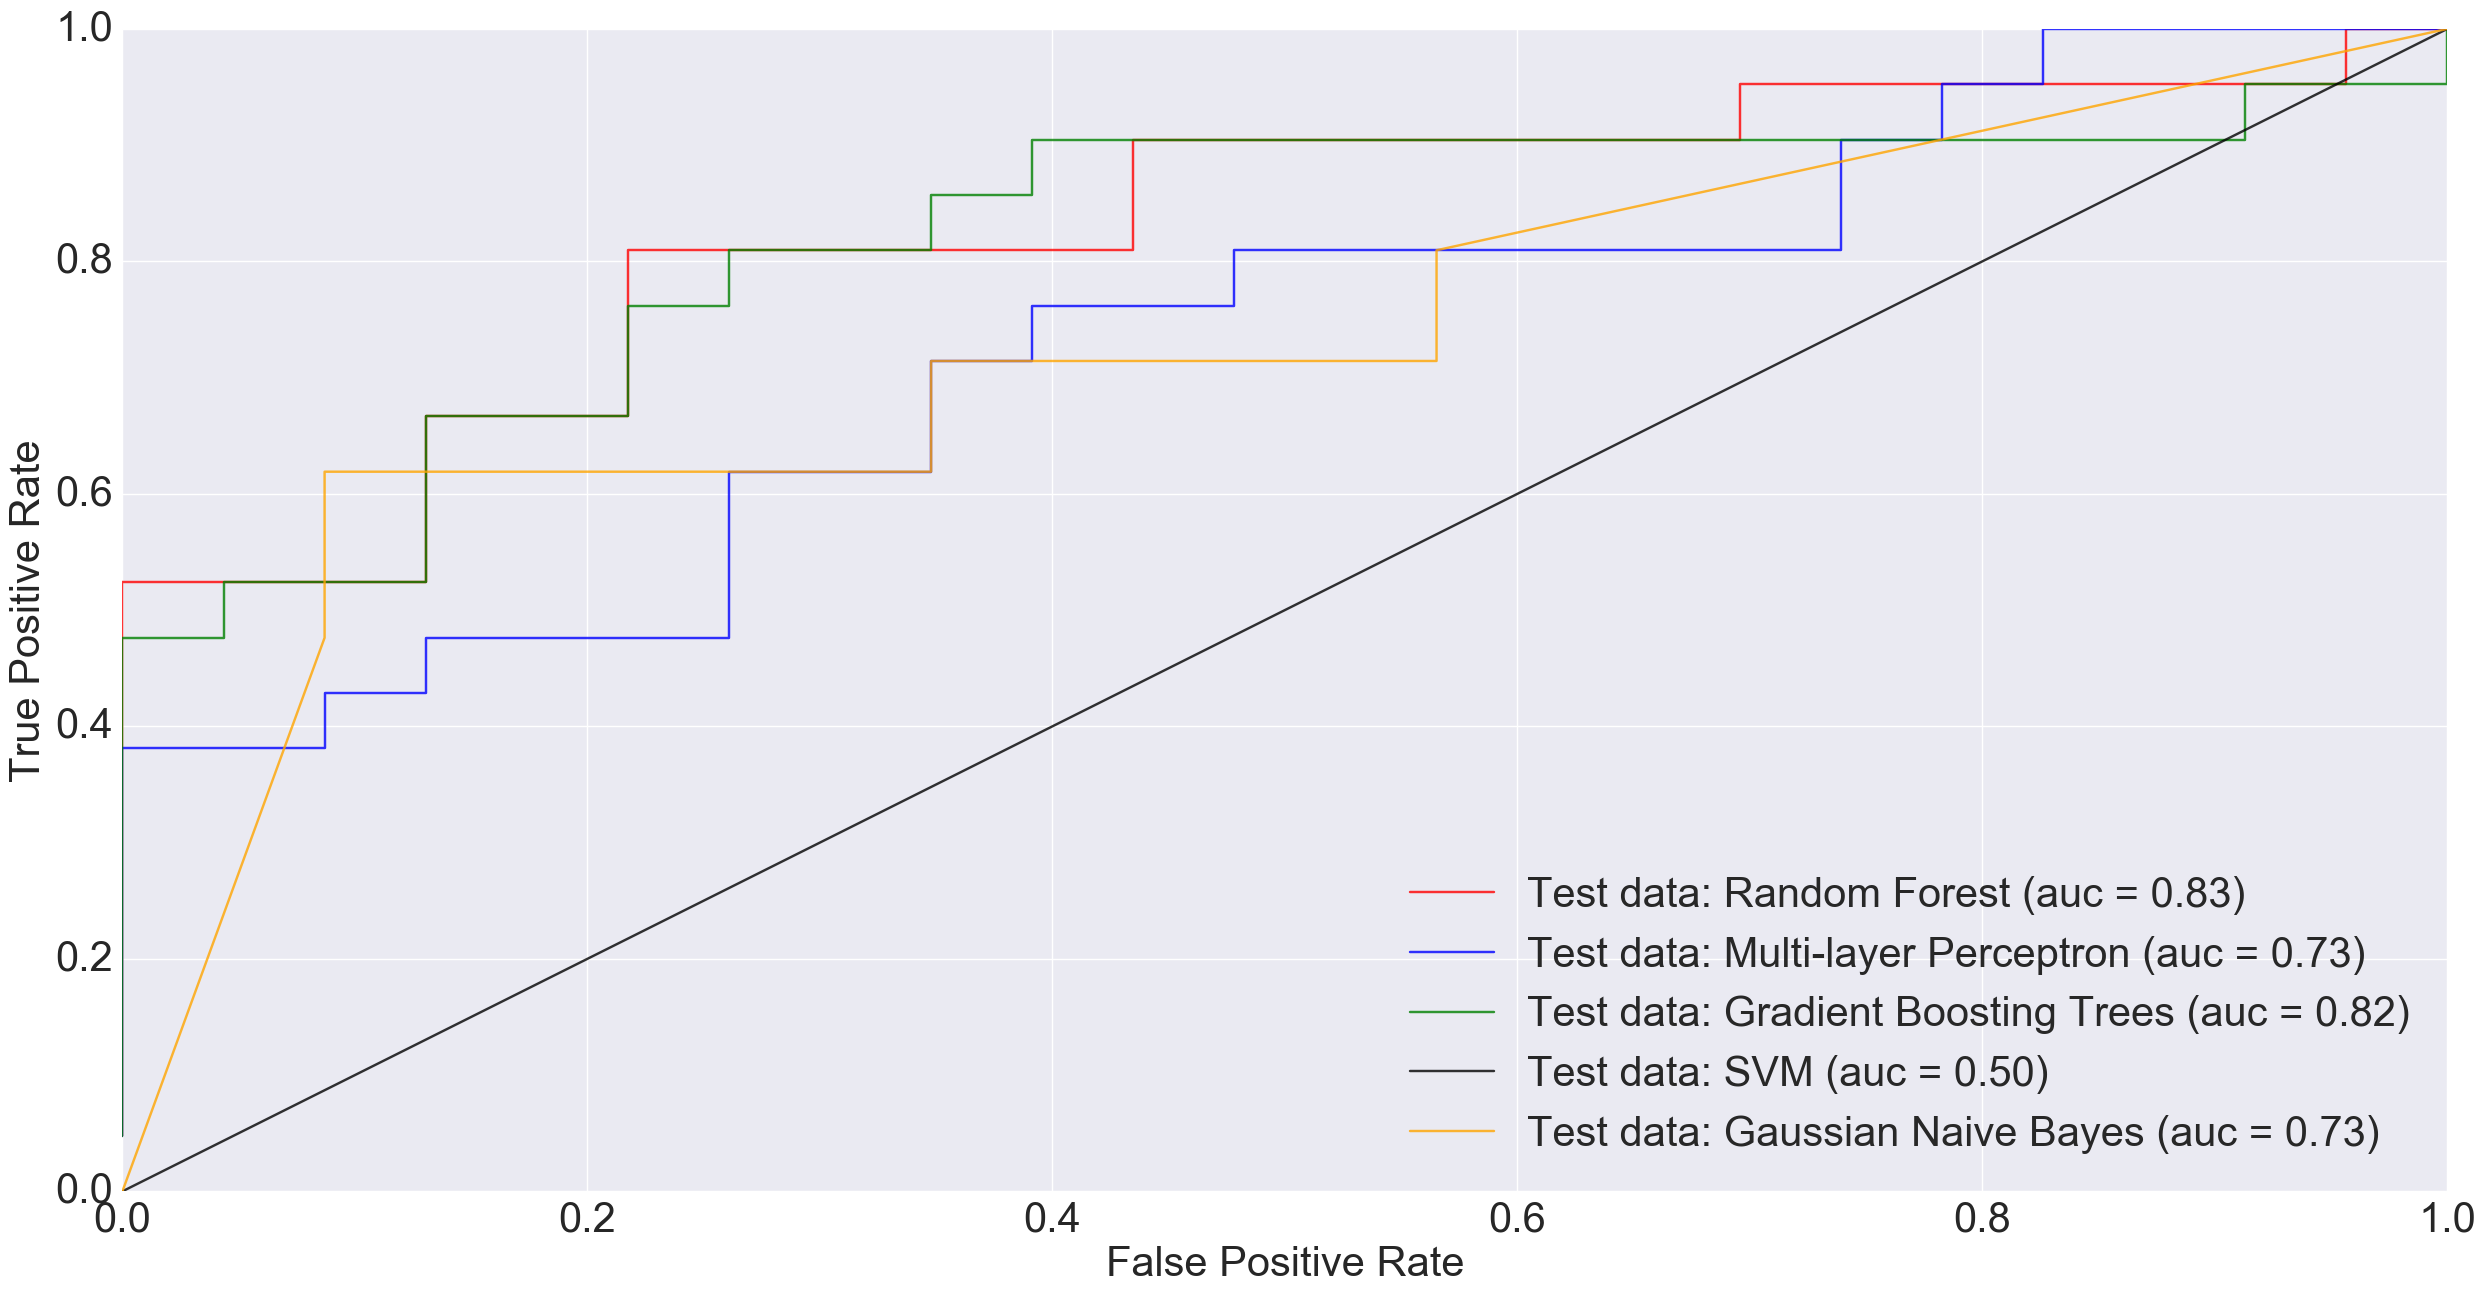 1.0
0.8
0.6
0.4
0.2
0.0
True Positive Rate
Test data: Random Forest (auc = 0.83)
Test data: Multi-layer Perceptron (auc = 0.73)
Test data: Gradient Boosting Trees (auc = 0.82)
Test data: SVM (auc = 0.50)
Test data: Gaussian Naive Bayes (auc = 0.73)
0.0 0.2 0.4 0.6 0.8 1.0
False Positive Rate